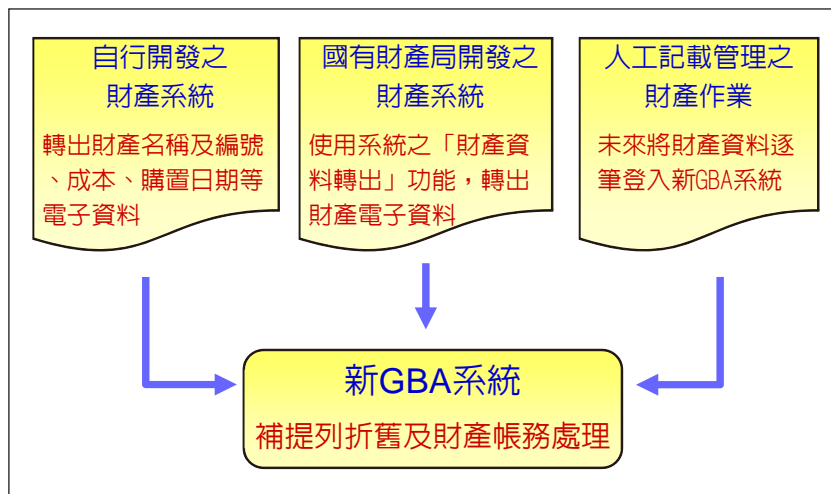 自行開發之
財產系統
轉出財產名稱及編號
、成本、購置日期等
電子資料
國有財產局開發之
財產系統
使用系統之「財產資
料轉出」功能，轉出
財產電子資料
人工記載管理之
財產作業
未來將財產資料逐
筆登入新GBA系統
新GBA系統
補提列折舊及財產帳務處理